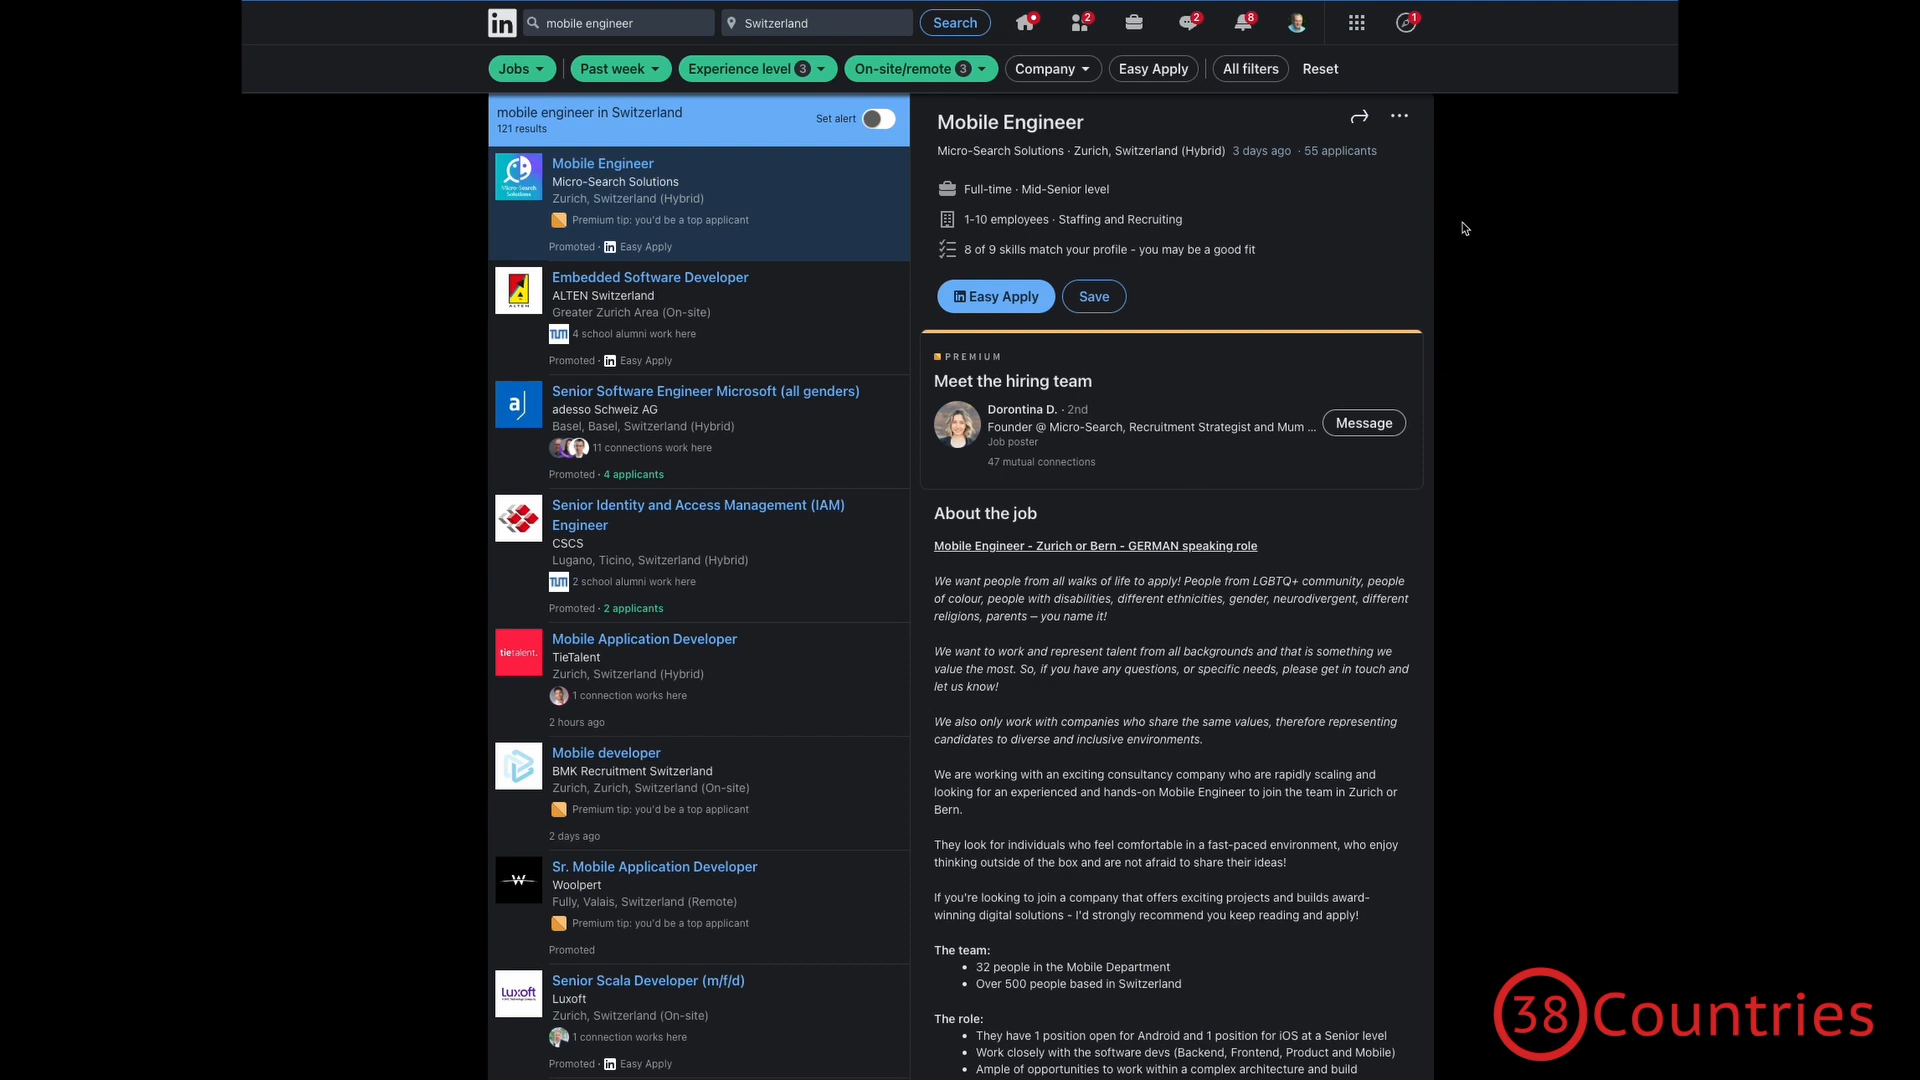 in
mobile engineer
Switzerland
Search
2
2
8
1
Jobs
Past week
Experience level 3
On-site/remote 3
Company
Easy Apply
All filters
Reset
mobile engineer in Switzerland
121 results
Set alert
Micro-Search
Solutions
Mobile Engineer
Micro-Search Solutions
Zurich, Switzerland (Hybrid)
Premium tip: you'd be a top applicant
Promoted · in Easy Apply
ALTEN
Embedded Software Developer
ALTEN Switzerland
Greater Zurich Area (On-site)
TUM 4 school alumni work here
Promoted · in Easy Apply
a
Senior Software Engineer Microsoft (all genders)
adesso Schweiz AG
Basel, Basel, Switzerland (Hybrid)
11 connections work here
Promoted · 4 applicants
Senior Identity and Access Management (IAM)
Engineer
CSCS
Lugano, Ticino, Switzerland (Hybrid)
TUM 2 school alumni work here
Promoted · 2 applicants
tietalent.
Mobile Application Developer
TieTalent
Zurich, Switzerland (Hybrid)
1 connection works here
2 hours ago
Mobile developer
BMK Recruitment Switzerland
Zurich, Zurich, Switzerland (On-site)
Premium tip: you'd be a top applicant
2 days ago
W
Sr. Mobile Application Developer
Woolpert
Fully, Valais, Switzerland (Remote)
Premium tip: you'd be a top applicant
Promoted
Luxoft
Senior Scala Developer (m/f/d)
Luxoft
Zurich, Switzerland (On-site)
1 connection works here
Promoted · in Easy Apply
Mobile Engineer
Micro-Search Solutions · Zurich, Switzerland (Hybrid) 3 days ago · 55 applicants
Full-time · Mid-Senior level
1-10 employees · Staffing and Recruiting
8 of 9 skills match your profile - you may be a good fit
in Easy Apply
Save
PREMIUM
Meet the hiring team
Dorontina D. · 2nd
Founder @ Micro-Search, Recruitment Strategist and Mum ...
Job poster
47 mutual connections
Message
About the job
Mobile Engineer - Zurich or Bern - GERMAN speaking role
We want people from all walks of life to apply! People from LGBTQ+ community, people
of colour, people with disabilities, different ethnicities, gender, neurodivergent, different
religions, parents – you name it!
We want to work and represent talent from all backgrounds and that is something we
value the most. So, if you have any questions, or specific needs, please get in touch and
let us know!
We also only work with companies who share the same values, therefore representing
candidates to diverse and inclusive environments.
We are working with an exciting consultancy company who are rapidly scaling and
looking for an experienced and hands-on Mobile Engineer to join the team in Zurich or
Bern.
They look for individuals who feel comfortable in a fast-paced environment, who enjoy
thinking outside of the box and are not afraid to share their ideas!
If you're looking to join a company that offers exciting projects and builds award-
winning digital solutions - I'd strongly recommend you keep reading and apply!
The team:
• 32 people in the Mobile Department
• Over 500 people based in Switzerland
The role:
• They have 1 position open for Android and 1 position for iOS at a Senior level
• Work closely with the software devs (Backend, Frontend, Product and Mobile)
• Ample of opportunities to work within a complex architecture and build
38 Countries